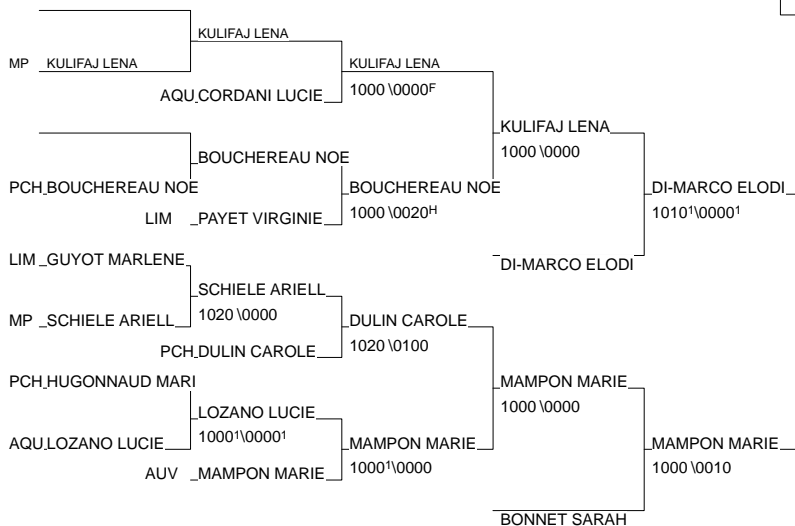 KULIFAJ LENA
MP KULIFAJ LENA
KULIFAJ LENA
AQU CORDANI LUCIE
1000 \0000F
KULIFAJ LENA
1000 \0000
BOUCHEREAU NOE
PCH BOUCHEREAU NOE
BOUCHEREAU NOE
DI-MARCO ELODI
LIM PAYET VIRGINIE
1000 \0020H
1010¹\0000¹
LIM GUYOT MARLENE
DI-MARCO ELODI
SCHIELE ARIELL
1020 \0000
MP SCHIELE ARIELL
DULIN CAROLE
PCH DULIN CAROLE
1020 \0100
PCH HUGONNAUD MARI
MAMPON MARIE
1000 \0000
LOZANO LUCIE
1000¹\0000¹
AQU LOZANO LUCIE
MAMPON MARIE
MAMPON MARIE
AUV MAMPON MARIE
1000¹\0000
1000 \0010
BONNET SARAH